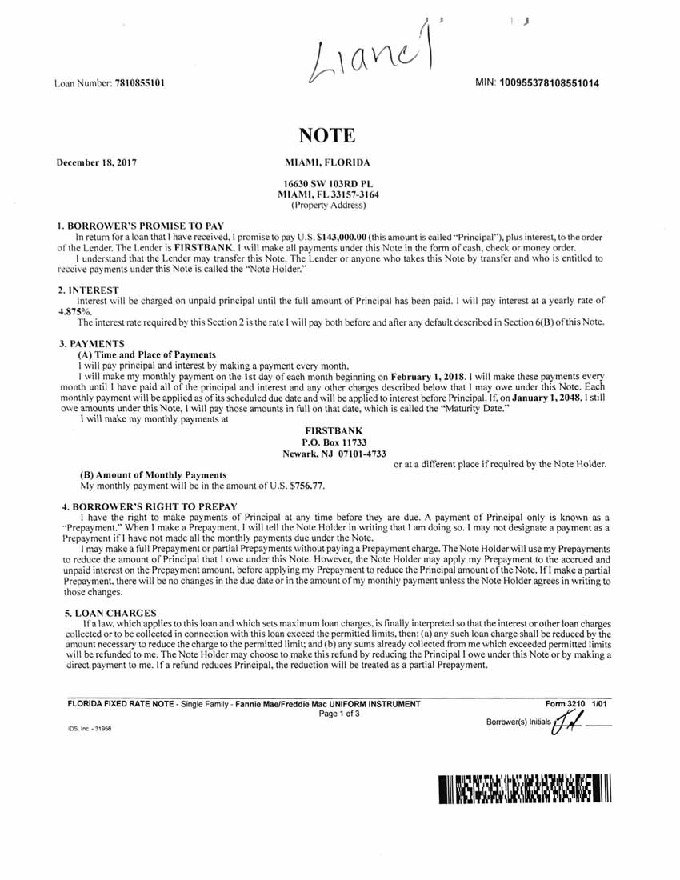 Lianet
Loan Number: 7810855101
MIN: 100955378108551014
NOTE
December 18, 2017
MIAMI, FLORIDA
16630 SW 103RD PL
MIAMI, FL 33157-3164
(Property Address)
1. BORROWER'S PROMISE TO PAY
In return for a loan that I have received, I promise to pay U.S. $143,000.00 (this amount is called "Principal"), plus interest, to the order
of the Lender. The Lender is FIRSTBANK. I will make all payments under this Note in the form of cash, check or money order.
I understand that the Lender may transfer this Note. The Lender or anyone who takes this Note by transfer and who is entitled to
receive payments under this Note is called the "Note Holder."
2. INTEREST
Interest will be charged on unpaid principal until the full amount of Principal has been paid. I will pay interest at a yearly rate of
4.875%.
The interest rate required by this Section 2 is the rate I will pay both before and after any default described in Section 6(B) of this Note.
3. PAYMENTS
(A) Time and Place of Payments
I will pay principal and interest by making a payment every month.
I will make my monthly payment on the 1st day of each month beginning on February 1, 2018. I will make these payments every
month until I have paid all of the principal and interest and any other charges described below that I may owe under this Note. Each
monthly payment will be applied as of its scheduled due date and will be applied to interest before Principal. If, on January 1, 2048, I still
owe amounts under this Note, I will pay those amounts in full on that date, which is called the "Maturity Date."
I will make my monthly payments at
FIRSTBANK
P.O. Box 11733
Newark, NJ 07101-4733
or at a different place if required by the Note Holder.
(B) Amount of Monthly Payments
My monthly payment will be in the amount of U.S. $756.77.
4. BORROWER'S RIGHT TO PREPAY
I have the right to make payments of Principal at any time before they are due. A payment of Principal only is known as a
"Prepayment." When I make a Prepayment, I will tell the Note Holder in writing that I am doing so. I may not designate a payment as a
Prepayment if I have not made all the monthly payments due under the Note.
I may make a full Prepayment or partial Prepayments without paying a Prepayment charge. The Note Holder will use my Prepayments
to reduce the amount of Principal that I owe under this Note. However, the Note Holder may apply my Prepayment to the accrued and
unpaid interest on the Prepayment amount, before applying my Prepayment to reduce the Principal amount of the Note. If I make a partial
Prepayment, there will be no changes in the due date or in the amount of my monthly payment unless the Note Holder agrees in writing to
those changes.
5. LOAN CHARGES
If a law, which applies to this loan and which sets maximum loan charges, is finally interpreted so that the interest or other loan charges
collected or to be collected in connection with this loan exceed the permitted limits, then: (a) any such loan charge shall be reduced by the
amount necessary to reduce the charge to the permitted limit; and (b) any sums already collected from me which exceeded permitted limits
will be refunded to me. The Note Holder may choose to make this refund by reducing the Principal I owe under this Note or by making a
direct payment to me. If a refund reduces Principal, the reduction will be treated as a partial Prepayment.
FLORIDA FIXED RATE NOTE - Single Family - Fannie Mae/Freddie Mac UNIFORM INSTRUMENT
Form 3210 1/01
Page 1 of 3
Borrower(s) Initials